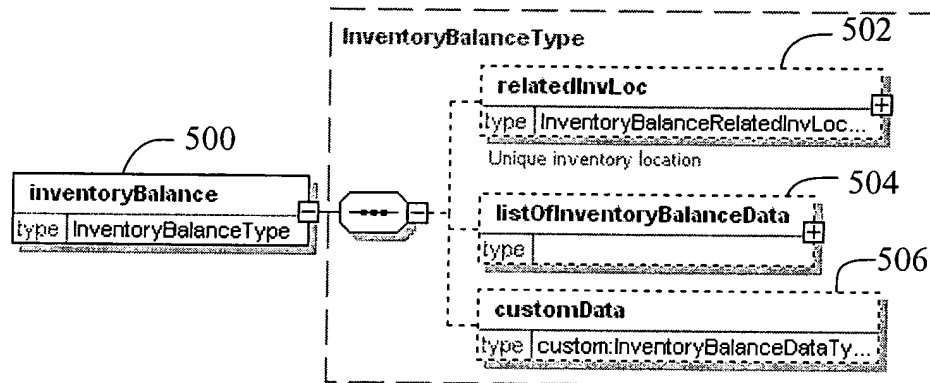 InventoryBalanceType
502
relatedInvLoc
type InventoryBalanceRelatedInvLoc...
Unique inventory location
500
inventoryBalance
type InventoryBalanceType
504
listOfInventoryBalanceData
type
506
customData
type custom:InventoryBalanceDataTy...